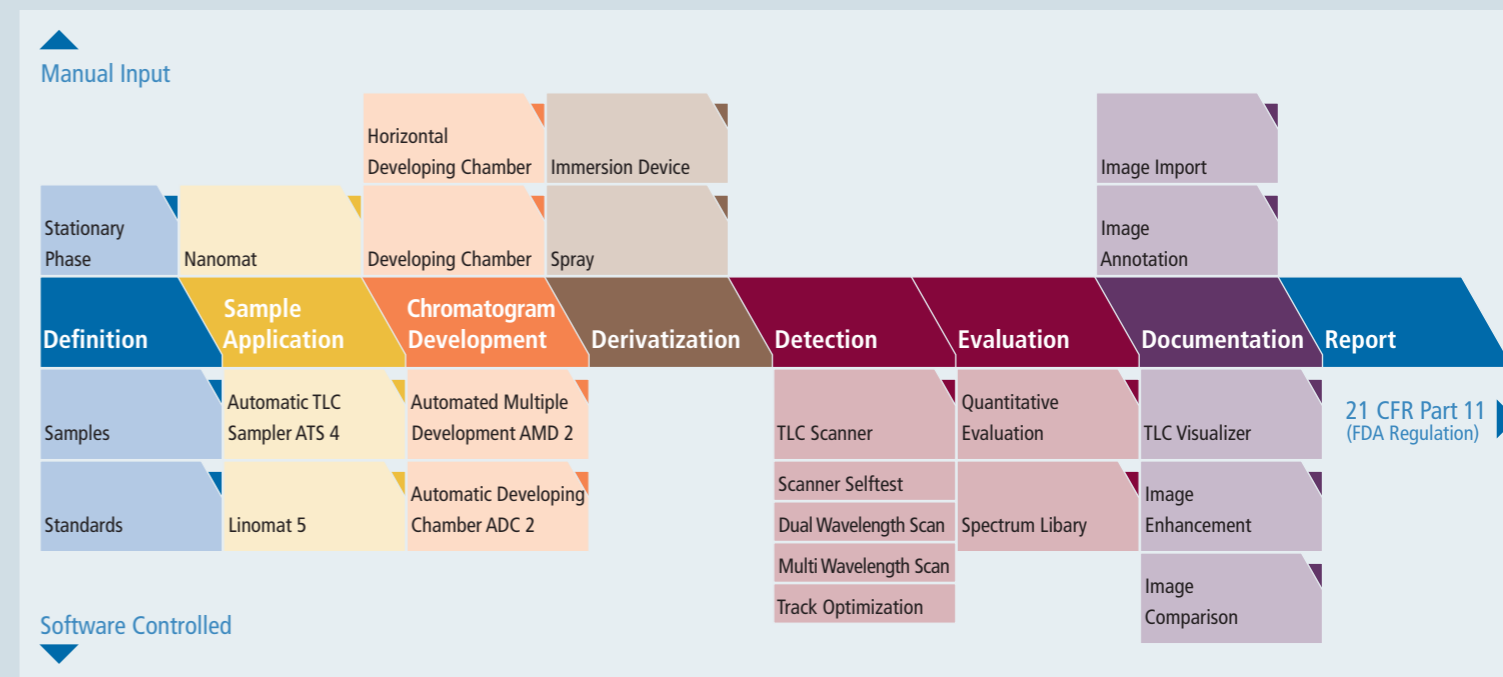 Manual Input
Horizontal
Developing Chamber
Immersion Device
Image Import
Stationary
Phase
Nanomat
Developing Chamber
Spray
Image
Annotation
Definition
Sample
Application
Chromatogram
Development
Derivatization
Detection
Evaluation
Documentation
Report
Samples
Automatic TLC
Sampler ATS 4
Automated Multiple
Development AMD 2
TLC Scanner
Quantitative
Evaluation
TLC Visualizer
21 CFR Part 11
(FDA Regulation)
Standards
Linomat 5
Automatic Developing
Chamber ADC 2
Scanner Selftest
Dual Wavelength Scan
Multi Wavelength Scan
Track Optimization
Spectrum Libary
Image
Enhancement
Image
Comparison
Software Controlled